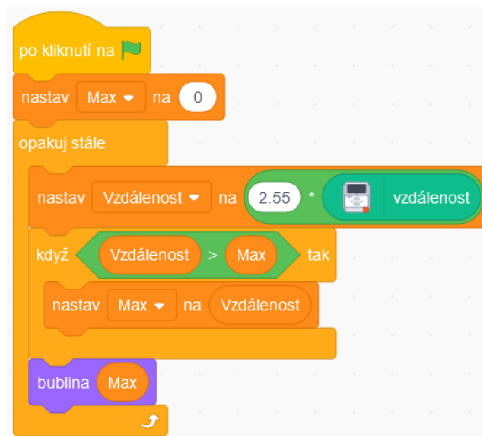 po kliknutí na
nastav Max na 0
opakuj stále
nastav Vzdálenost na 2.55 * vzdálenost
když Vzdálenost > Max tak
nastav Max na Vzdálenost
bublina Max